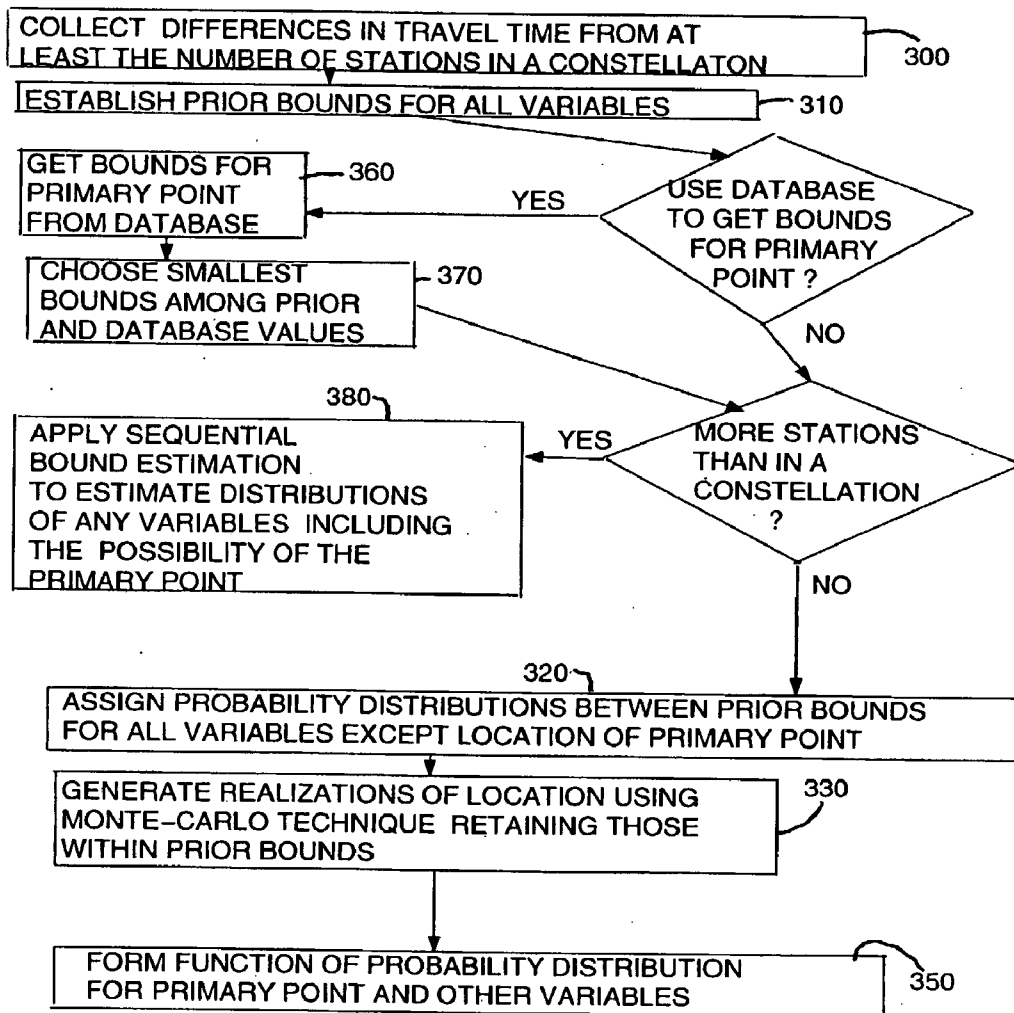 COLLECT DIFFERENCES IN TRAVEL TIME FROM AT
LEAST THE NUMBER OF STATIONS IN A CONSTELLATON
300
ESTABLISH PRIOR BOUNDS FOR ALL VARIABLES
310
GET BOUNDS FOR
PRIMARY POINT
FROM DATABASE
360
YES
USE DATABASE
TO GET BOUNDS
FOR PRIMARY
POINT ?
CHOOSE SMALLEST
BOUNDS AMONG PRIOR
AND DATABASE VALUES
370
NO
380
APPLY SEQUENTIAL
BOUND ESTIMATION
TO ESTIMATE DISTRIBUTIONS
OF ANY VARIABLES INCLUDING
THE POSSIBILITY OF THE
PRIMARY POINT
YES
MORE STATIONS
THAN IN A
CONSTELLATION
?
NO
320
ASSIGN PROBABILITY DISTRIBUTIONS BETWEEN PRIOR BOUNDS
FOR ALL VARIABLES EXCEPT LOCATION OF PRIMARY POINT
GENERATE REALIZATIONS OF LOCATION USING
MONTE-CARLO TECHNIQUE RETAINING THOSE
WITHIN PRIOR BOUNDS
330
FORM FUNCTION OF PROBABILITY DISTRIBUTION
FOR PRIMARY POINT AND OTHER VARIABLES
350